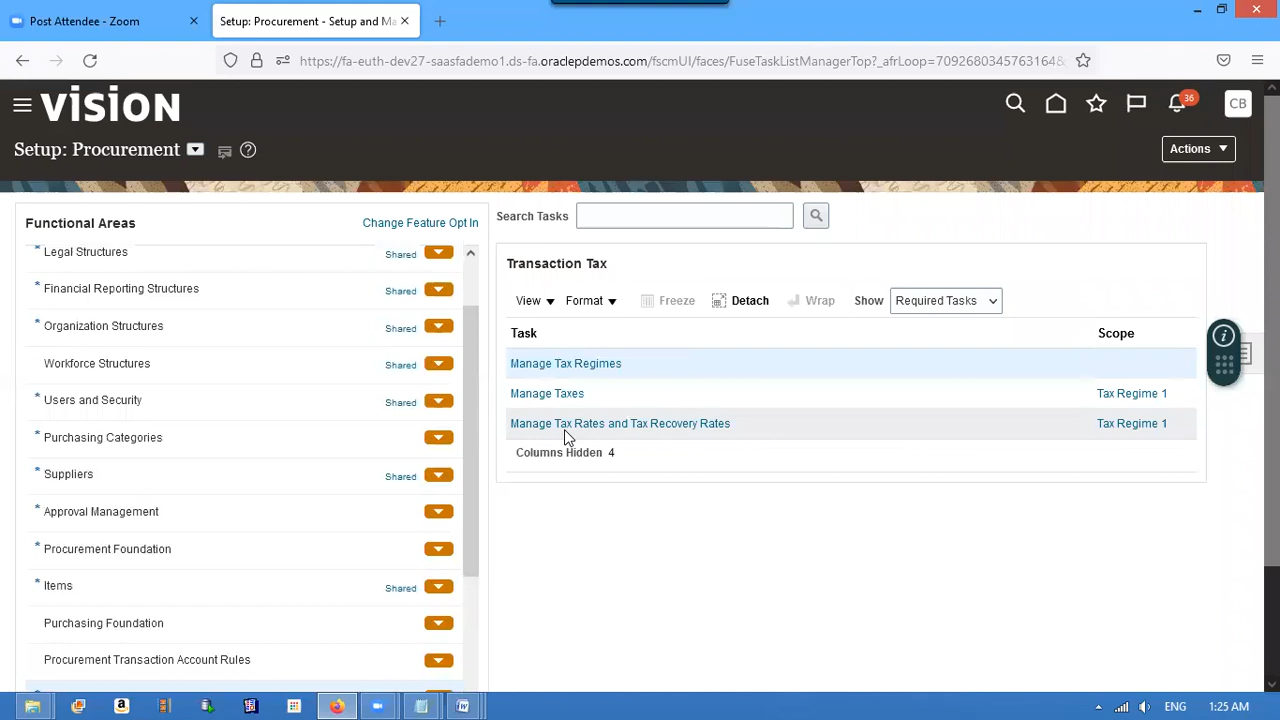 Post Attendee - Zoom
Setup: Procurement - Setup and Ma
https://fa-euth-dev27-saasfademo1.ds-fa.oraclepdemos.com/fscmUI/faces/FuseTaskListManagerTop?_afrLoop=7092680345763164&
VISION
36
CB
Setup: Procurement
Actions
Functional Areas
Change Feature Opt In
* Legal Structures Shared
* Financial Reporting Structures Shared
* Organization Structures Shared
Workforce Structures Shared
* Users and Security Shared
* Purchasing Categories
* Suppliers Shared
* Approval Management
* Procurement Foundation
* Items Shared
Purchasing Foundation
Procurement Transaction Account Rules
Search Tasks
Transaction Tax
View Format Freeze Detach Wrap Show Required Tasks
Task Scope
Manage Tax Regimes
Manage Taxes Tax Regime 1
Manage Tax Rates and Tax Recovery Rates Tax Regime 1
Columns Hidden 4
ENG 1:25 AM